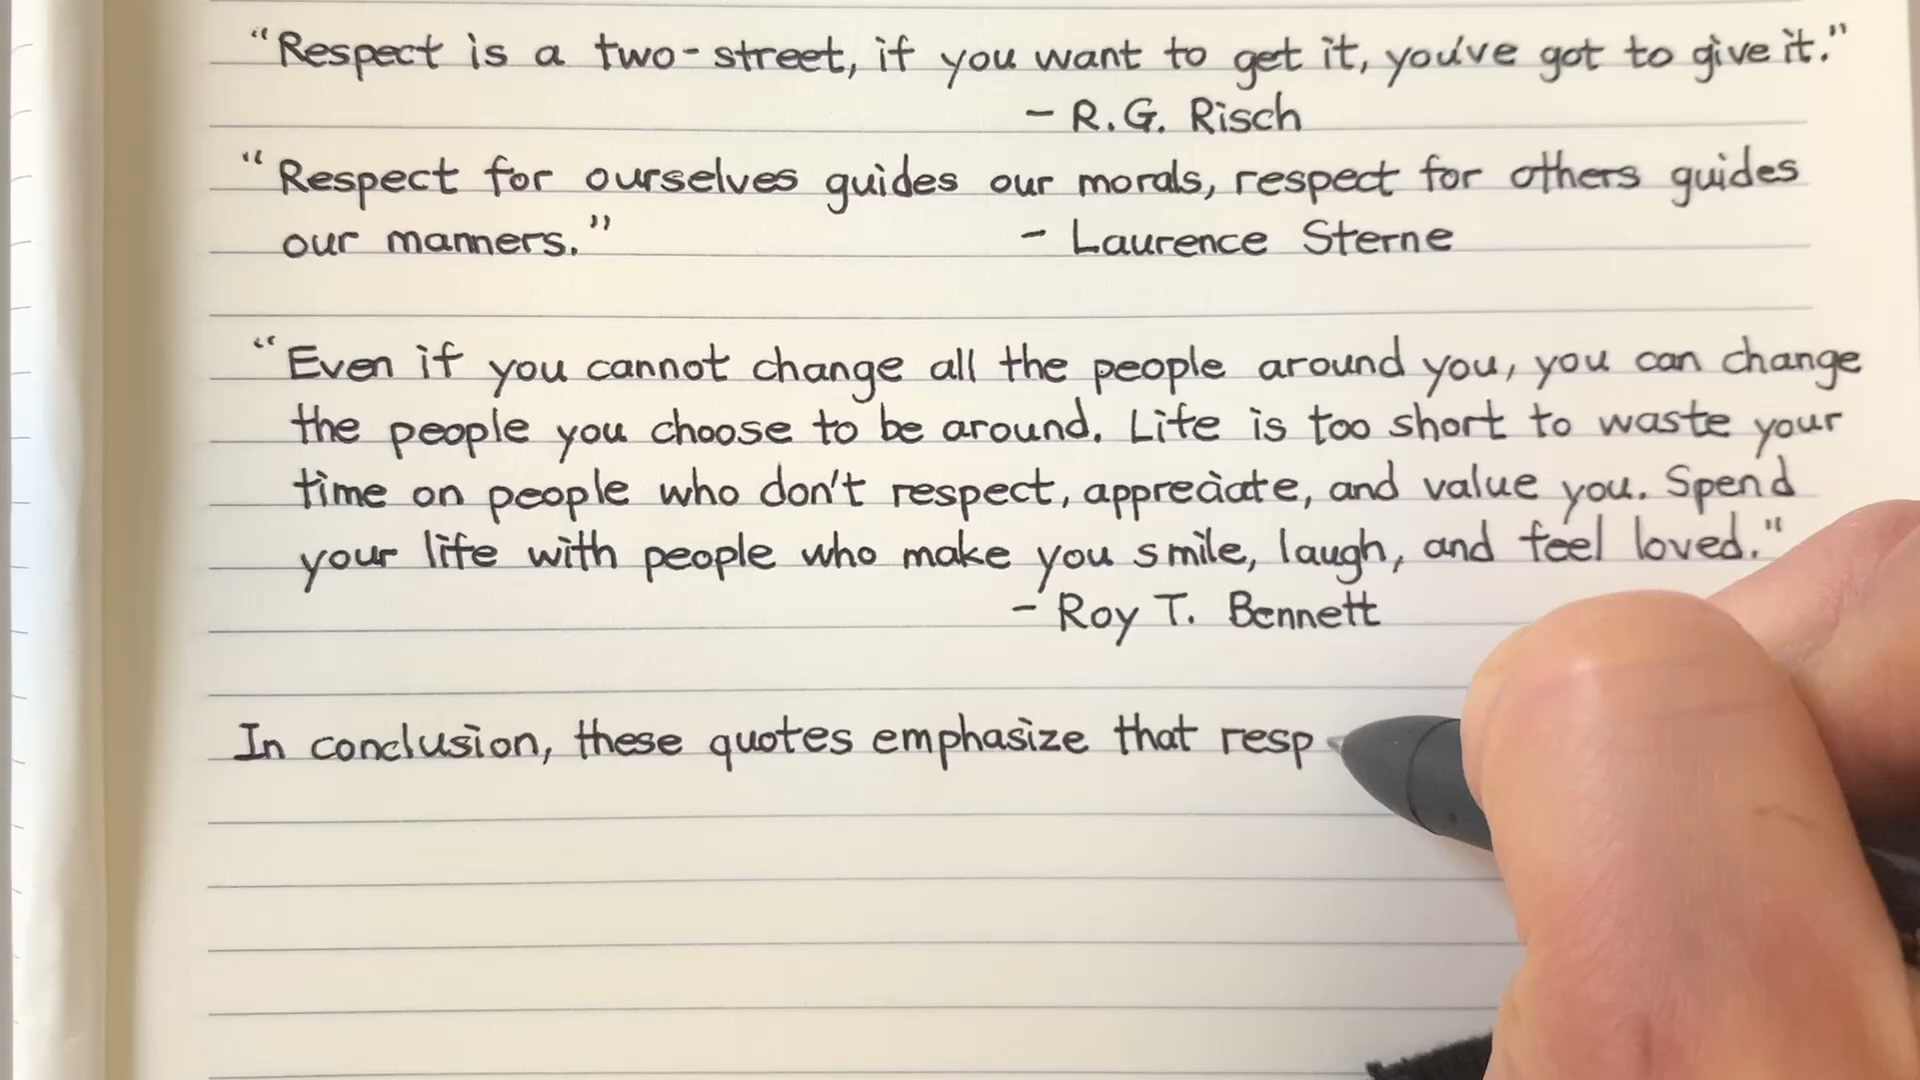 “Respect is a two-street, if you want to get it, you've got to give it.”
- R.G. Risch
“Respect for ourselves guides our morals, respect for others guides
our manners.” - Laurence Sterne
“Even if you cannot change all the people around you, you can change
the people you choose to be around. Life is too short to waste your
time on people who don't respect, appreciate, and value you. Spend
your life with people who make you smile, laugh, and feel loved."
- Roy T. Bennett
In conclusion, these quotes emphasize that resp